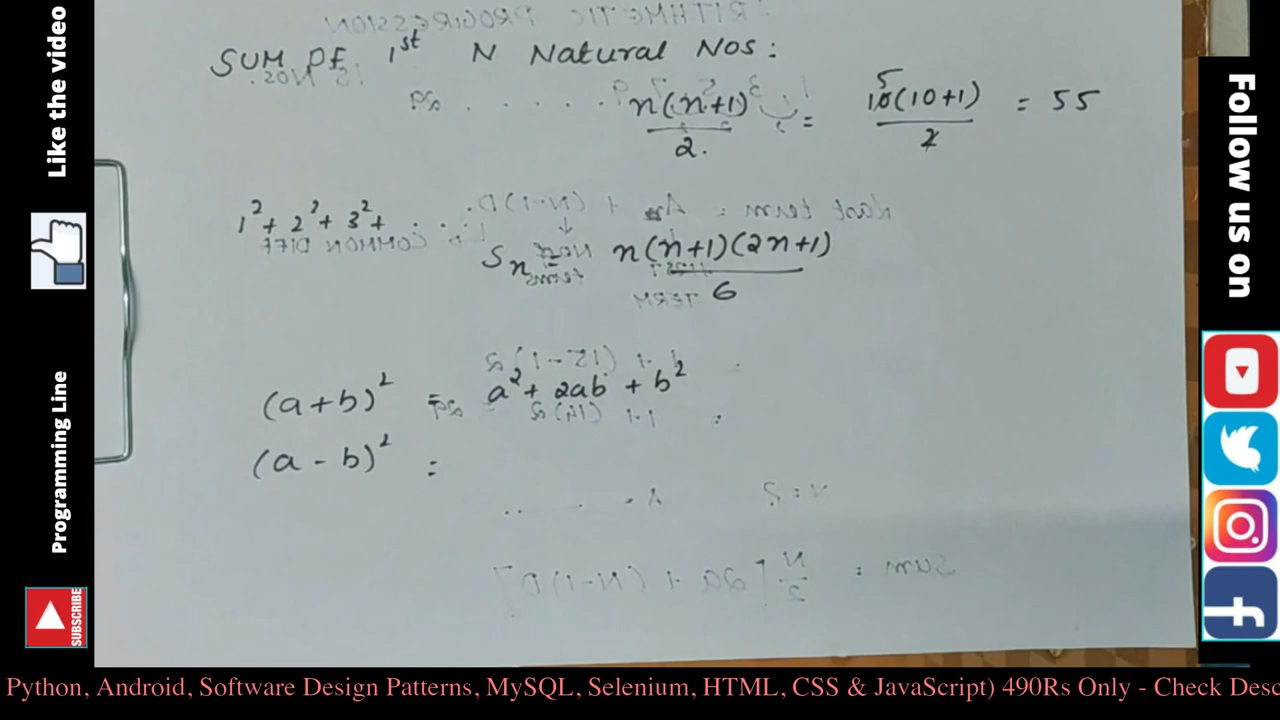 Like the video
Programming Line
SUBSCRIBE
SUM OF 1st N Natural Nos:
n(n+1)/2. = 10(10+1)/2 = 55
5
1² + 2² + 3² + . . . .
Sn = n(n+1)(2n+1)/6
(a+b)² = a² + 2ab + b²
(a - b)² =
Follow us on
Python, Android, Software Design Patterns, MySQL, Selenium, HTML, CSS & JavaScript) 490Rs Only - Check Desc